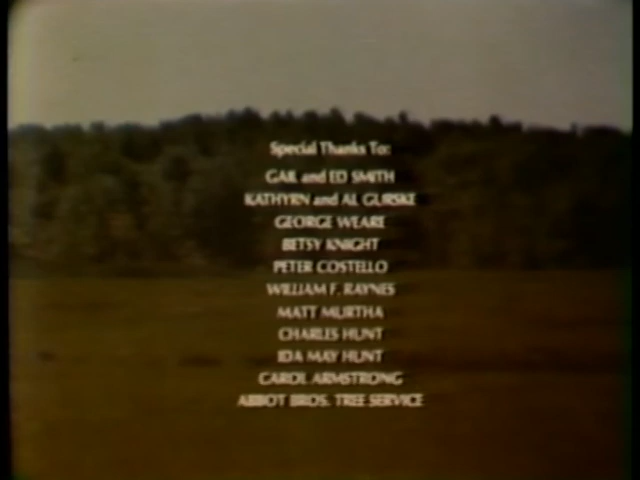 Special Thanks To:
GAIL and ED SMITH
KATHYRN and AL GURSKE
GEORGE WEARE
BETSY KNIGHT
PETER COSTELLO
WILLIAM F. RAYNES
MATT MURTHA
CHARLES HUNT
IDA MAY HUNT
CAROL ARMSTRONG
ABBOT BROS. TREE SERVICE